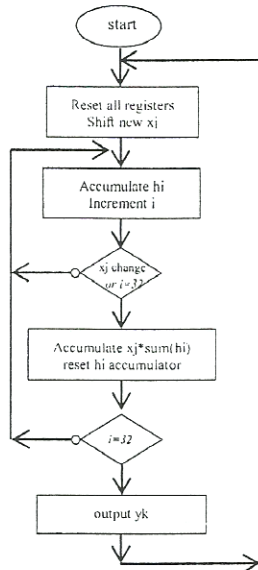 start
Reset all registers
Shift new xj
Accumulate hi
Increment i
xj change
or i=32
Accumulate xj*sum(hi)
reset hi accumulator
i=32
output yk